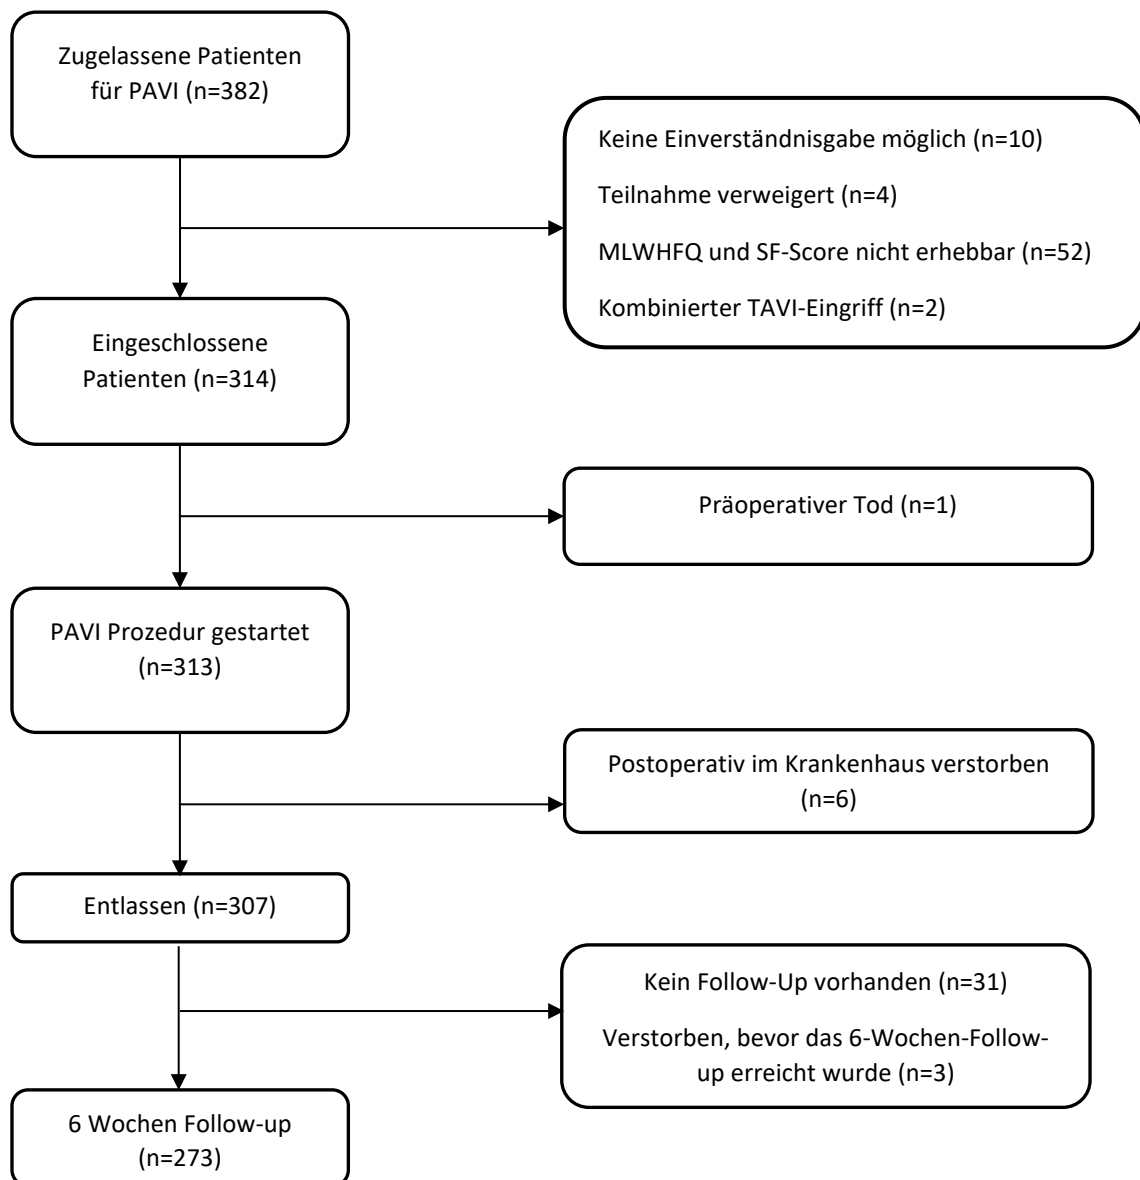 Zugelassene Patienten
für PAVI (n=382)
Keine Einverständnisgabe möglich (n=10)
Teilnahme verweigert (n=4)
MLWHFQ und SF-Score nicht erhebbar (n=52)
Kombinierter TAVI-Eingriff (n=2)
Eingeschlossene
Patienten (n=314)
Präoperativer Tod (n=1)
PAVI Prozedur gestartet
(n=313)
Postoperativ im Krankenhaus verstorben
(n=6)
Entlassen (n=307)
Kein Follow-Up vorhanden (n=31)
Verstorben, bevor das 6-Wochen-Follow-
up erreicht wurde (n=3)
6 Wochen Follow-up
(n=273)